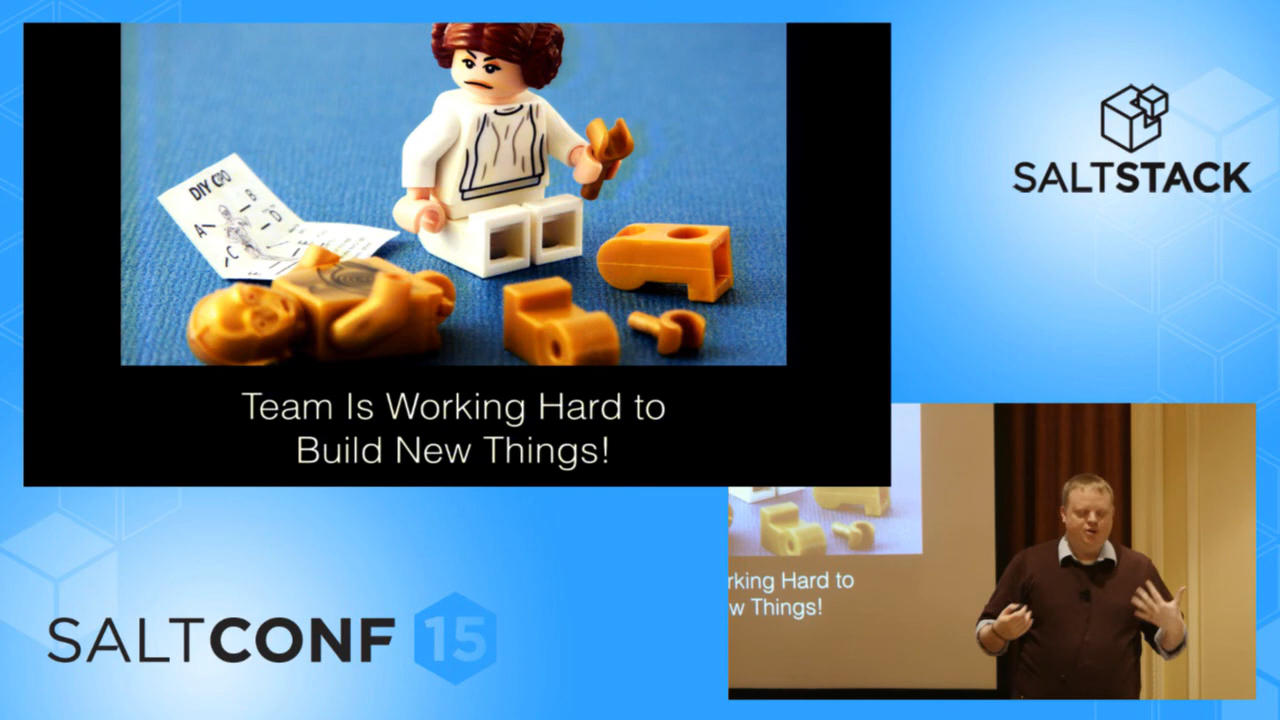 DIY C3PO
A
B
C
D
Team Is Working Hard to
Build New Things!
SALTSTACK
rking Hard to
w Things!
SALTCONF 15